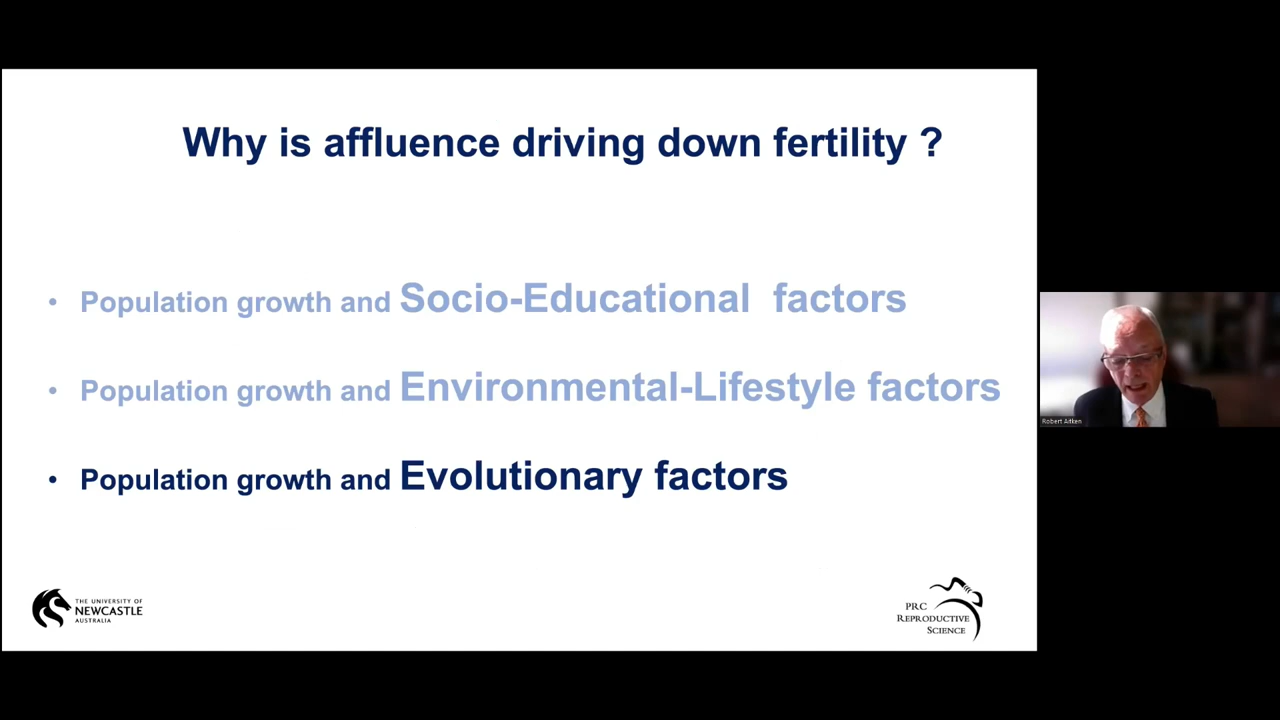 Why is affluence driving down fertility ?
• Population growth and Socio-Educational factors
• Population growth and Environmental-Lifestyle factors
• Population growth and Evolutionary factors
THE UNIVERSITY OF
NEWCASTLE
AUSTRALIA
PRC
REPRODUCTIVE
SCIENCE
Robert Aitken